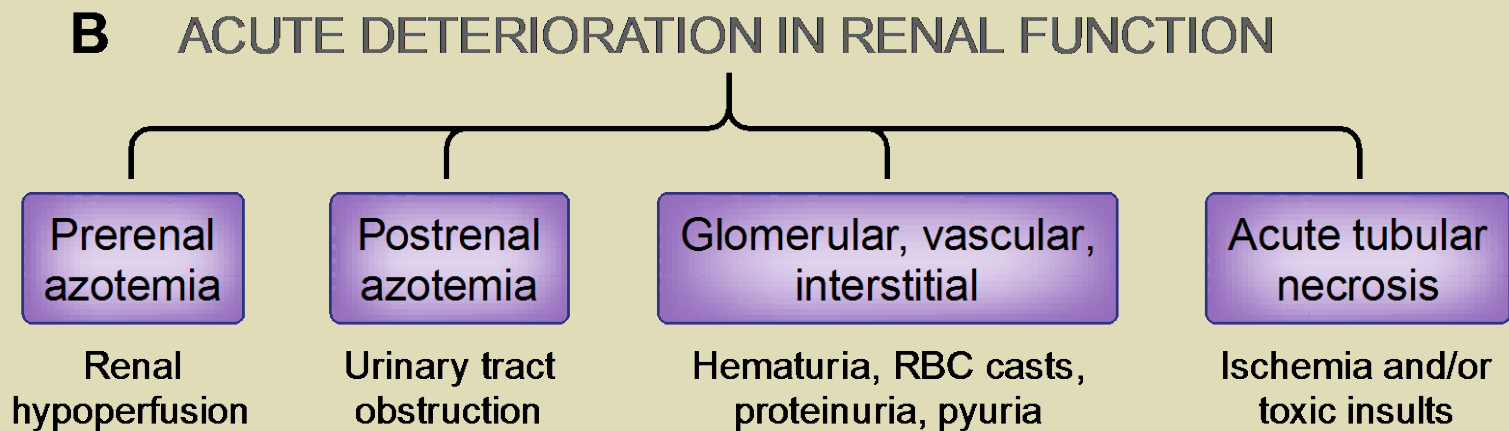 B ACUTE DETERIORATION IN RENAL FUNCTION
Prerenal
azotemia
Renal
hypoperfusion
Postrenal
azotemia
Urinary tract
obstruction
Glomerular, vascular,
interstitial
Hematuria, RBC casts,
proteinuria, pyuria
Acute tubular
necrosis
Ischemia and/or
toxic insults